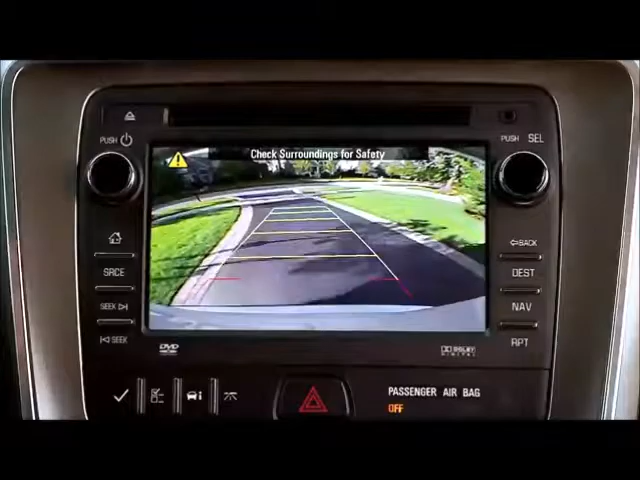 PUSH
PUSH SEL
Check Surroundings for Safety
BACK
SRCE
DEST
SEEK
NAV
SEEK
RPT
DVD
DOLBY
DIGITAL
PASSENGER AIR BAG
OFF